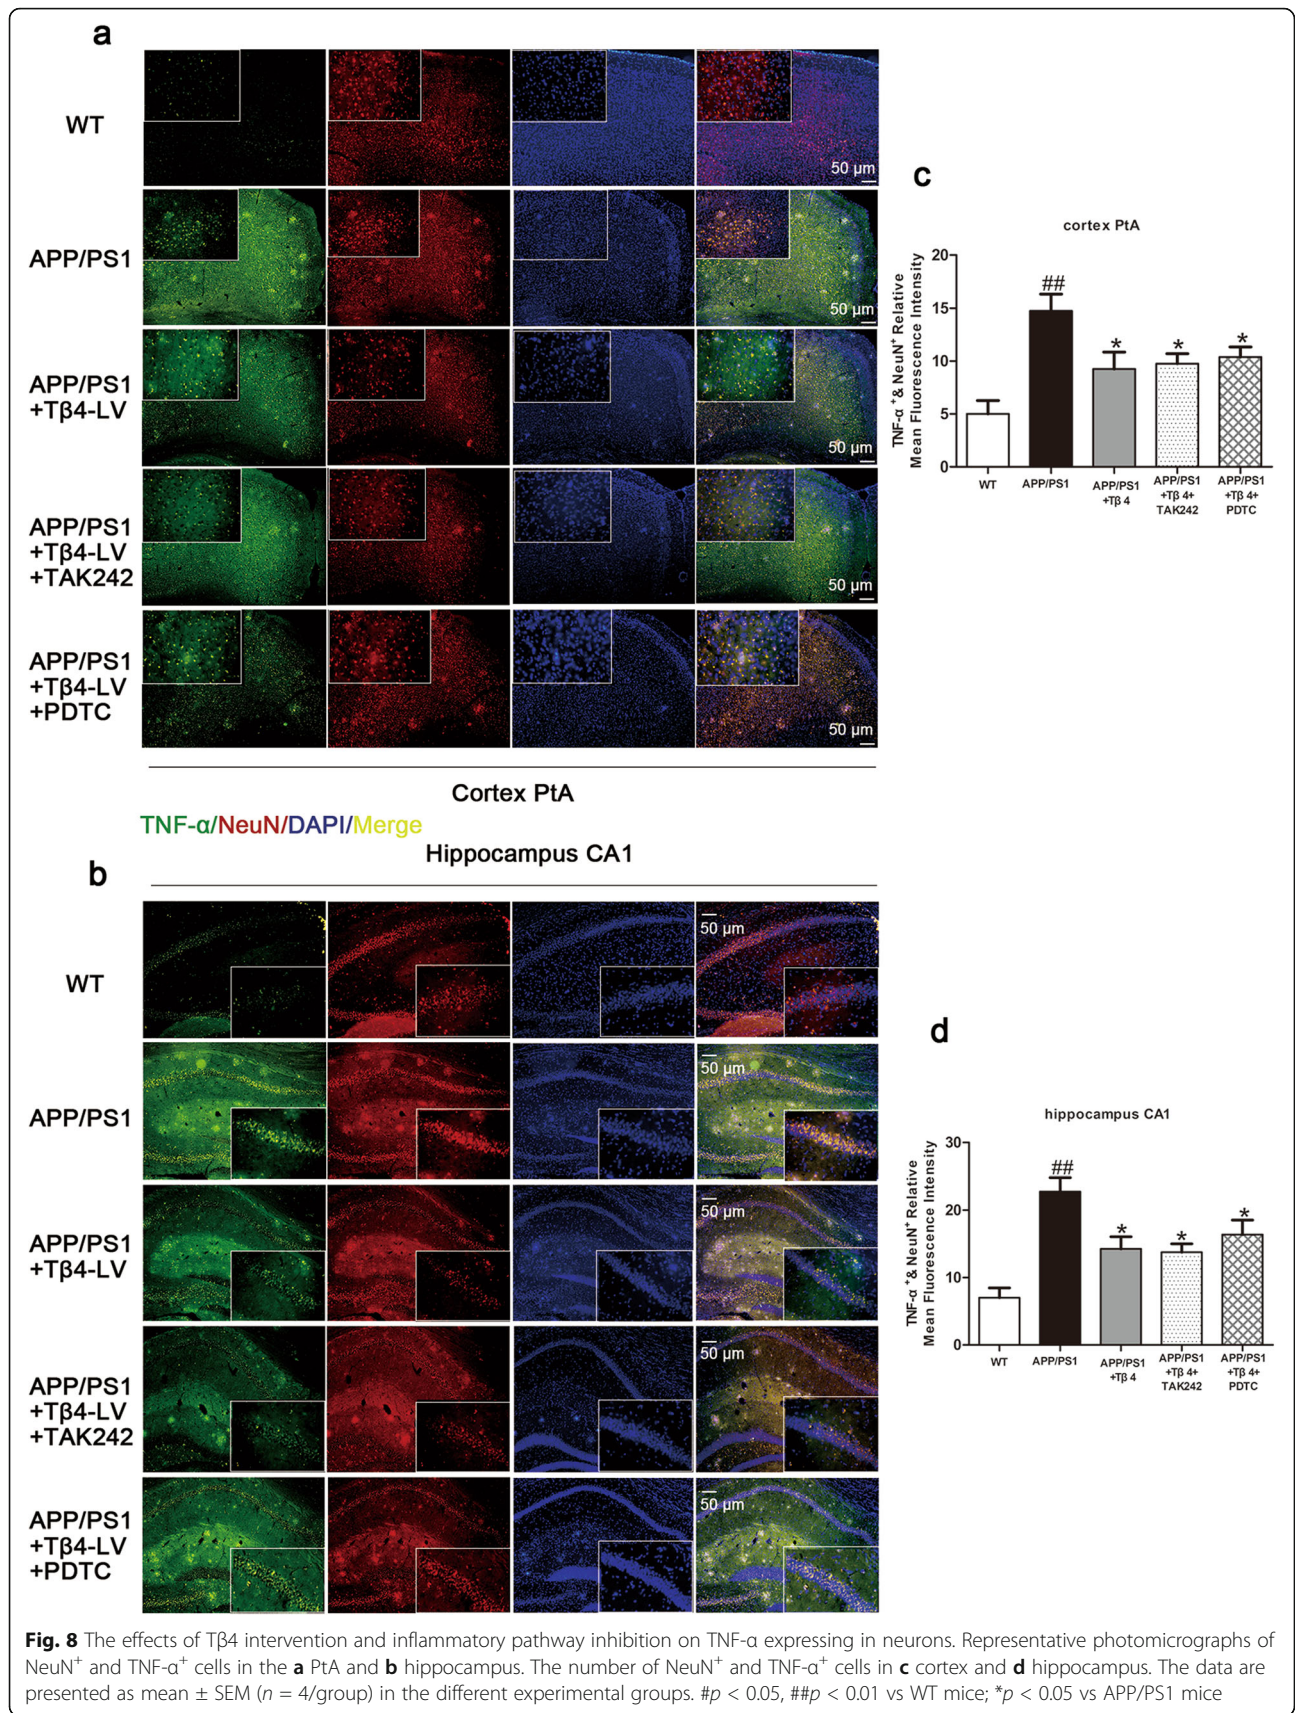 a
WT
50 μm
APP/PS1
50 μm
APP/PS1
+Tβ4-LV
50 μm
APP/PS1
+Tβ4-LV
+TAK242
50 μm
APP/PS1
+Tβ4-LV
+PDTC
50 μm
Cortex PtA
TNF-α/NeuN/DAPI/Merge
Hippocampus CA1
b
WT
50 μm
APP/PS1
50 μm
APP/PS1
+Tβ4-LV
50 μm
APP/PS1
+Tβ4-LV
+TAK242
50 μm
APP/PS1
+Tβ4-LV
+PDTC
50 μm
c
cortex PtA
TNF-α ⁺& NeuN⁺ Relative
Mean Fluorescence Intensity
20
15
10
5
0
##
*
*
*
WT
APP/PS1
APP/PS1
+Tβ 4
APP/PS1
+Tβ 4+
TAK242
APP/PS1
+Tβ 4+
PDTC
d
hippocampus CA1
TNF-α ⁺& NeuN⁺ Relative
Mean Fluorescence Intensity
30
20
10
0
##
*
*
*
WT
APP/PS1
APP/PS1
+Tβ 4
APP/PS1
+Tβ 4+
TAK242
APP/PS1
+Tβ 4+
PDTC
Fig. 8 The effects of Tβ4 intervention and inflammatory pathway inhibition on TNF-α expressing in neurons. Representative photomicrographs of
NeuN⁺ and TNF-α⁺ cells in the a PtA and b hippocampus. The number of NeuN⁺ and TNF-α⁺ cells in c cortex and d hippocampus. The data are
presented as mean ± SEM (n = 4/group) in the different experimental groups. #p < 0.05, ##p < 0.01 vs WT mice; *p < 0.05 vs APP/PS1 mice